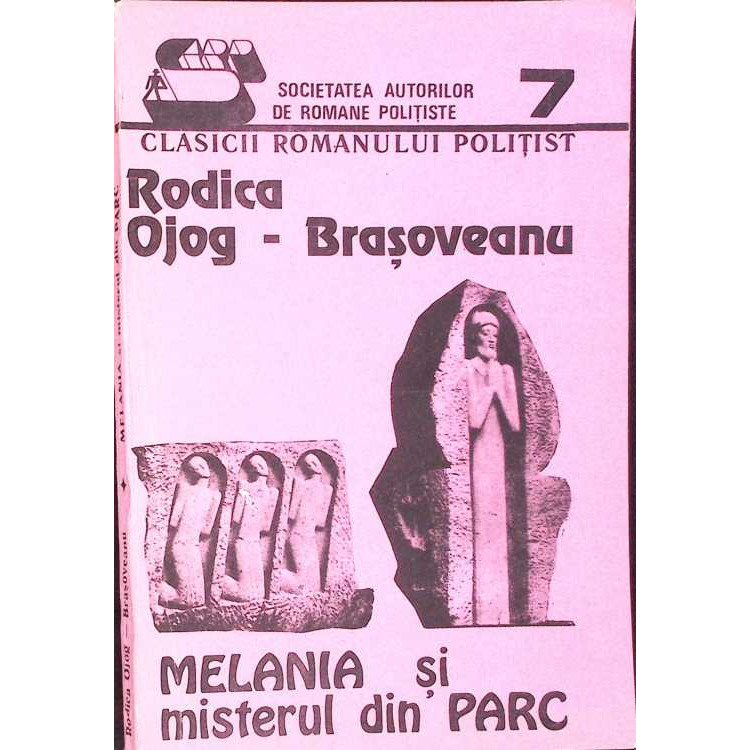 SARP
SOCIETATEA AUTORILOR
DE ROMANE POLIȚISTE
7
CLASICII ROMANULUI POLIȚIST
Rodica
Ojog - Brașoveanu
MELANIA și
misterul din PARC
Rodica Ojog — Brașoveanu ✦ MELANIA și misterul din PARC